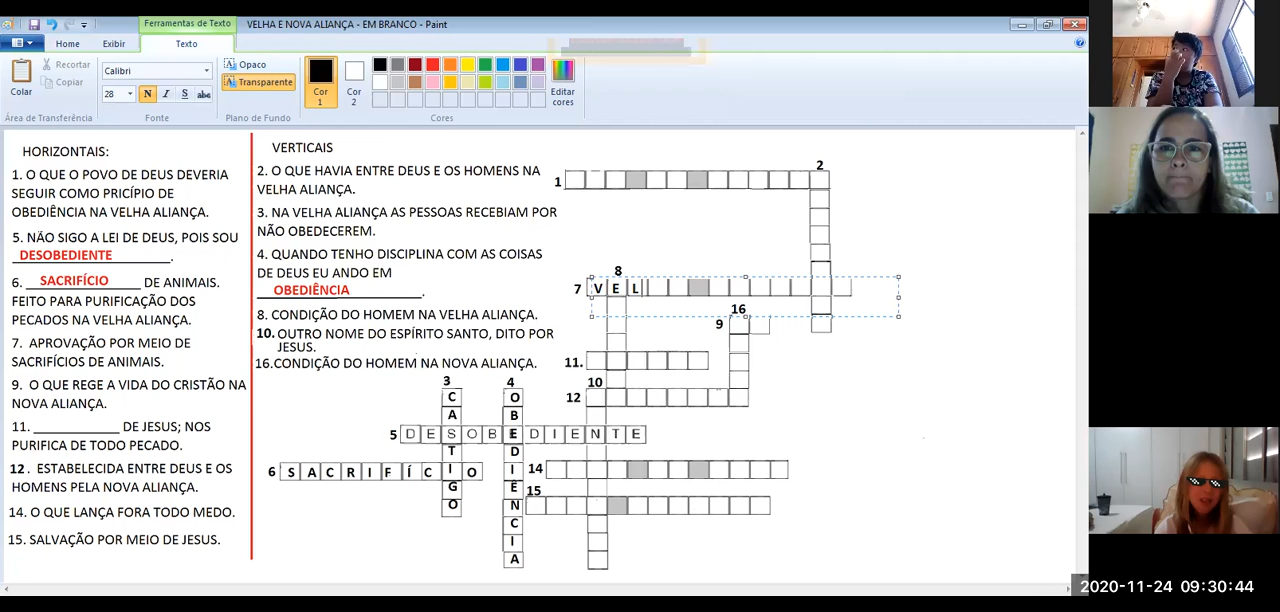 Ferramentas de Texto
VELHA E NOVA ALIANÇA - EM BRANCO - Paint
Home
Exibir
Texto
Colar
Recortar
Copiar
Área de Transferência
Calibri
28
N I S abc
Fonte
Opaco
Transparente
Plano de Fundo
Cor 1
Cor 2
Editar cores
Cores
HORIZONTAIS:
1. O QUE O POVO DE DEUS DEVERIA
SEGUIR COMO PRICÍPIO DE
OBEDIÊNCIA NA VELHA ALIANÇA.
5. NÃO SIGO A LEI DE DEUS, POIS SOU
DESOBEDIENTE.
6. SACRIFÍCIO DE ANIMAIS.
FEITO PARA PURIFICAÇÃO DOS
PECADOS NA VELHA ALIANÇA.
7. APROVAÇÃO POR MEIO DE
SACRIFÍCIOS DE ANIMAIS.
9. O QUE REGE A VIDA DO CRISTÃO NA
NOVA ALIANÇA.
11. ______________ DE JESUS; NOS
PURIFICA DE TODO PECADO.
12. ESTABELECIDA ENTRE DEUS E OS
HOMENS PELA NOVA ALIANÇA.
14. O QUE LANÇA FORA TODO MEDO.
15. SALVAÇÃO POR MEIO DE JESUS.
VERTICAIS
2. O QUE HAVIA ENTRE DEUS E OS HOMENS NA
VELHA ALIANÇA.
3. NA VELHA ALIANÇA AS PESSOAS RECEBIAM POR
NÃO OBEDECEREM.
4. QUANDO TENHO DISCIPLINA COM AS COISAS
DE DEUS EU ANDO EM
OBEDIÊNCIA.
8. CONDIÇÃO DO HOMEM NA VELHA ALIANÇA.
10. OUTRO NOME DO ESPÍRITO SANTO, DITO POR
JESUS.
16.CONDIÇÃO DO HOMEM NA NOVA ALIANÇA.
2
1
8
7 VEL
16
9
11.
3 4 10
12
CASTIGO
OBEDIÊNCIA
5 DESOBEDIENTE
6 SACRIFÍCIO
14
15
2020-11-24 09:30:44